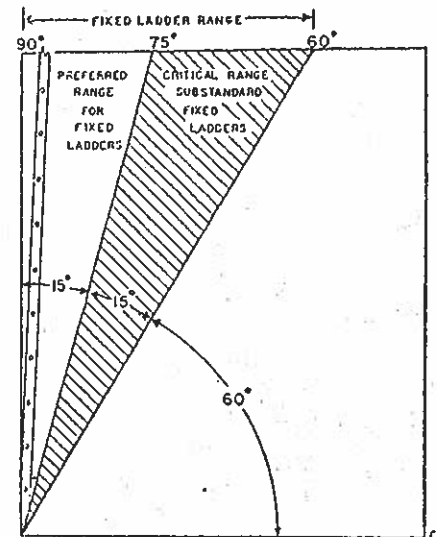 FIXED LADDER RANGE
90° 75° 60°
PREFERRED
RANGE
FOR
FIXED
LADDERS
CRITICAL RANGE
SUBSTANDARD
FIXED
LADDERS
15°
15°
60°